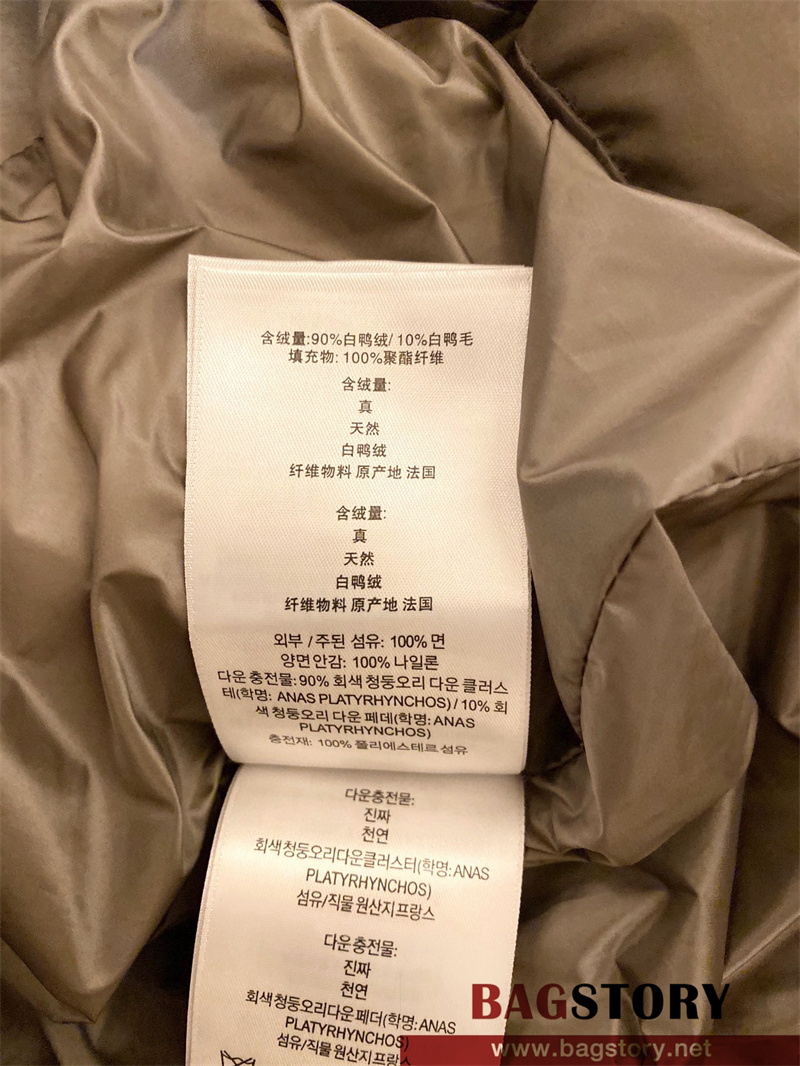 含绒量:90%白鸭绒/ 10%白鸭毛
填充物: 100%聚酯纤维
含绒量:
真
天然
白鸭绒
纤维物料 原产地 法国
含绒量:
真
天然
白鸭绒
纤维物料 原产地 法国
외부 / 주된 섬유: 100% 면
양면안감: 100% 나일론
다운 충전물: 90% 회색 청둥오리 다운 클러스
테(학명: ANAS PLATYRHYNCHOS) / 10% 회
색 청둥오리 다운 페데(학명: ANAS
PLATYRHYNCHOS)
충전재: 100% 폴리에스테르 섬유
다운충전물:
진짜
천연
회색청둥오리다운클러스터(학명: ANAS
PLATYRHYNCHOS)
섬유/직물 원산지 프랑스
다운충전물:
진짜
천연
회색청둥오리다운페더(학명: ANAS
PLATYRHYNCHOS)
섬유/직물 원산지 프랑스
BAGSTORY
www.bagstory.net